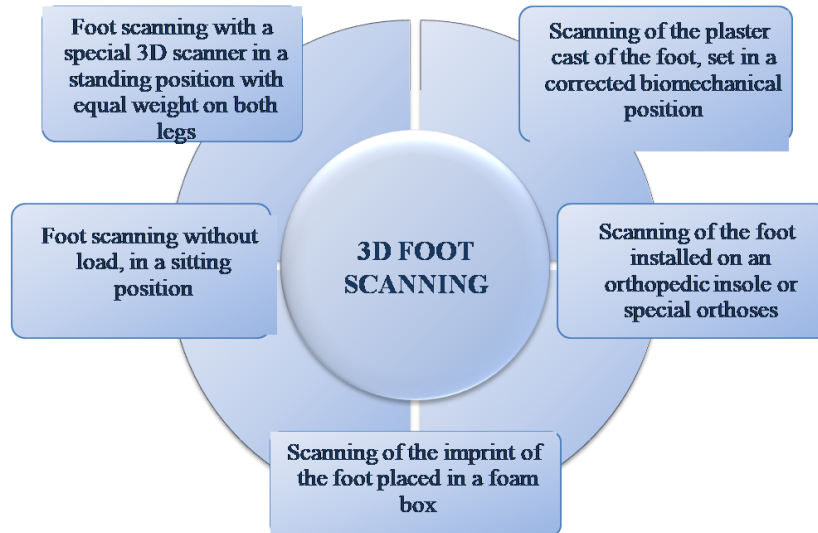 Foot scanning with a
special 3D scanner in a
standing position with
equal weight on both
legs
Scanning of the plaster
cast of the foot, set in a
corrected biomechanical
position
Foot scanning without
load, in a sitting
position
3D FOOT
SCANNING
Scanning of the foot
installed on an
orthopedic insole or
special orthoses
Scanning of the imprint of
the foot placed in a foam
box